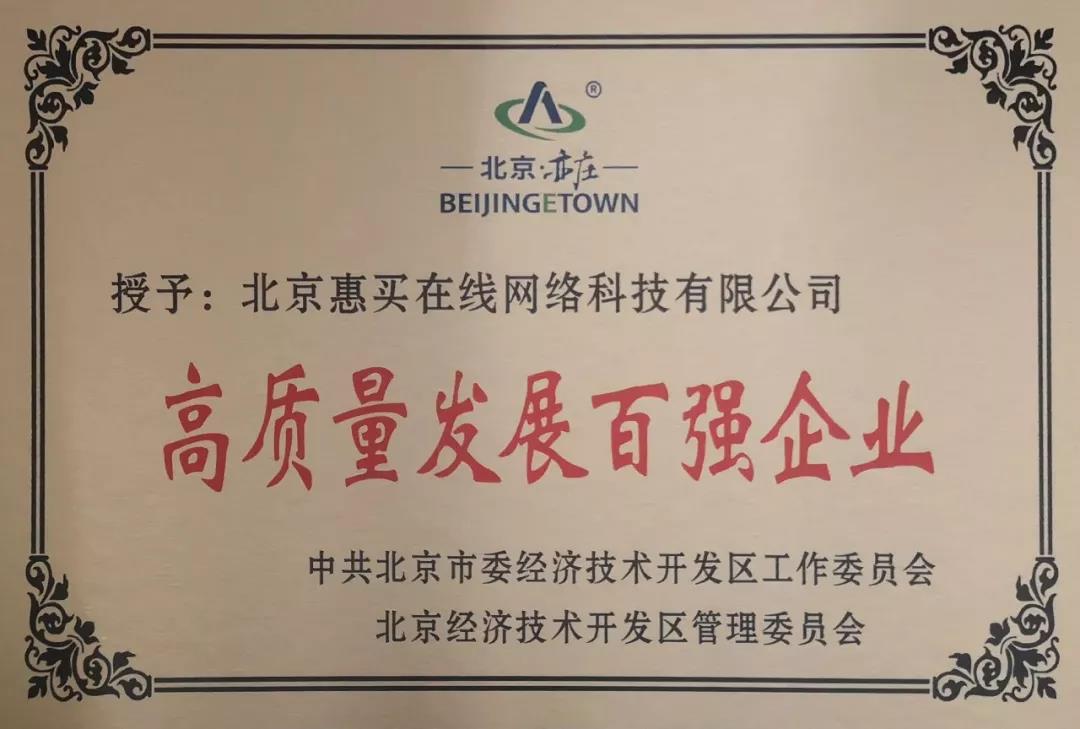 ®
北京·亦庄
BEIJINGETOWN
授予：北京惠买在线网络科技有限公司
高质量发展百强企业
中共北京市委经济技术开发区工作委员会
北京经济技术开发区管理委员会